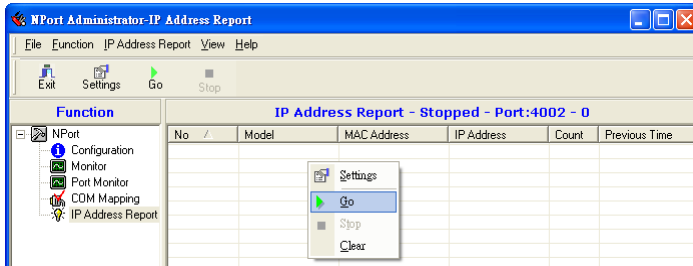 NPort Administrator-IP Address Report
File Function IP Address Report View Help
Exit Settings Go Stop
Function
IP Address Report - Stopped - Port:4002 - 0
NPort
Configuration
Monitor
Port Monitor
COM Mapping
IP Address Report
No Model MAC Address IP Address Count Previous Time
Settings
Go
Stop
Clear